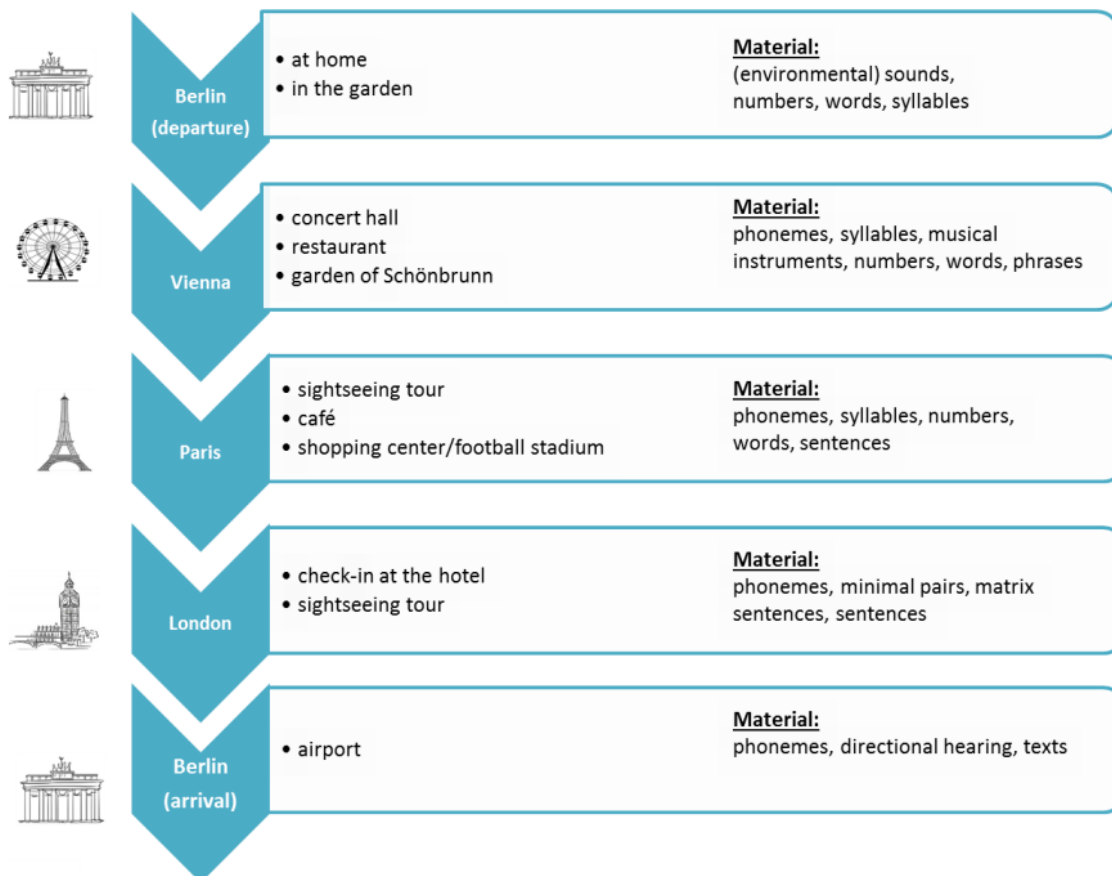 Berlin
(departure)
• at home
• in the garden
Material:
(environmental) sounds,
numbers, words, syllables
Vienna
• concert hall
• restaurant
• garden of Schönbrunn
Material:
phonemes, syllables, musical
instruments, numbers, words, phrases
Paris
• sightseeing tour
• café
• shopping center/football stadium
Material:
phonemes, syllables, numbers,
words, sentences
London
• check-in at the hotel
• sightseeing tour
Material:
phonemes, minimal pairs, matrix
sentences, sentences
Berlin
(arrival)
• airport
Material:
phonemes, directional hearing, texts